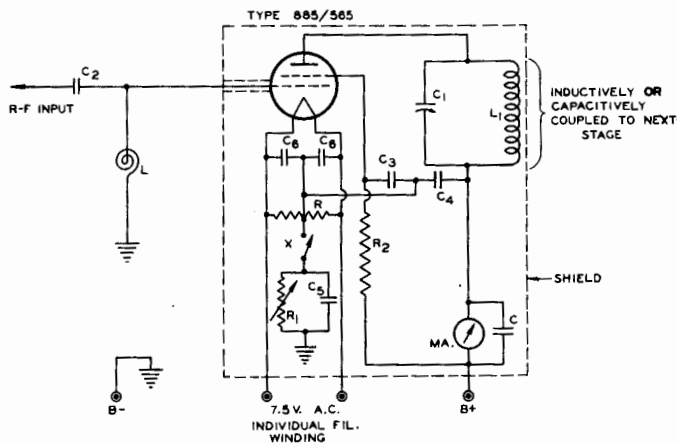 TYPE 885/565
C2
R-F INPUT
L
C6
C6
C1
L1
INDUCTIVELY OR
CAPACITIVELY
COUPLED TO NEXT
STAGE
C3
C4
R
X
R2
C5
R1
SHIELD
MA.
C
B-
7.5 V. A.C.
INDIVIDUAL FIL.
WINDING
B+